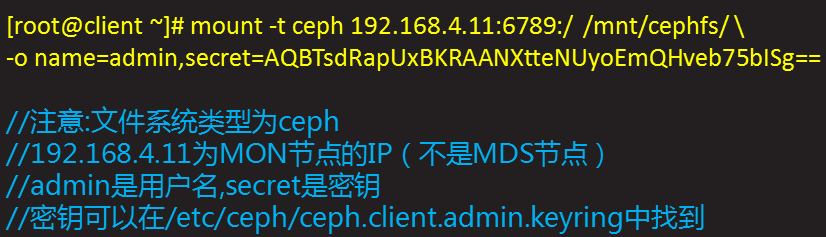 [root@client ~]# mount -t ceph 192.168.4.11:6789:/ /mnt/cephfs/ \
-o name=admin,secret=AQBTsdRapUxBKRAANXtteNUyoEmQHveb75bISg==
//注意:文件系统类型为ceph
//192.168.4.11为MON节点的IP（不是MDS节点）
//admin是用户名,secret是密钥
//密钥可以在/etc/ceph/ceph.client.admin.keyring中找到